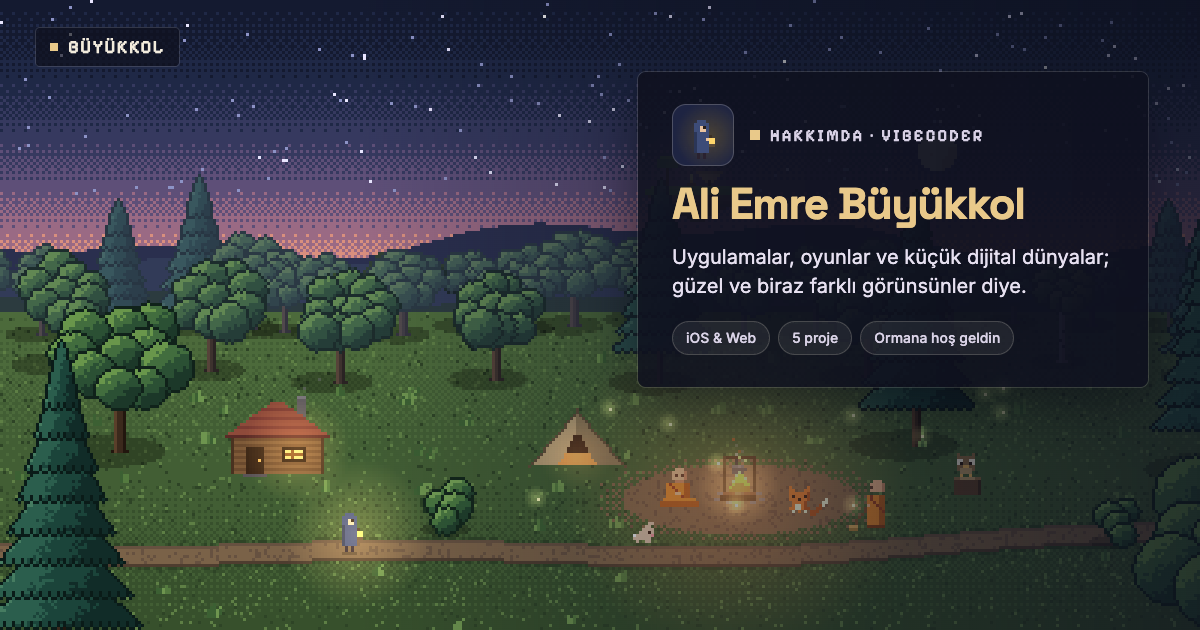 BÜYÜKKOL
HAKKIMDA · VIBECODER
Ali Emre Büyükkol
Uygulamalar, oyunlar ve küçük dijital dünyalar;
güzel ve biraz farklı görünsünler diye.
iOS & Web
5 proje
Ormana hoş geldin